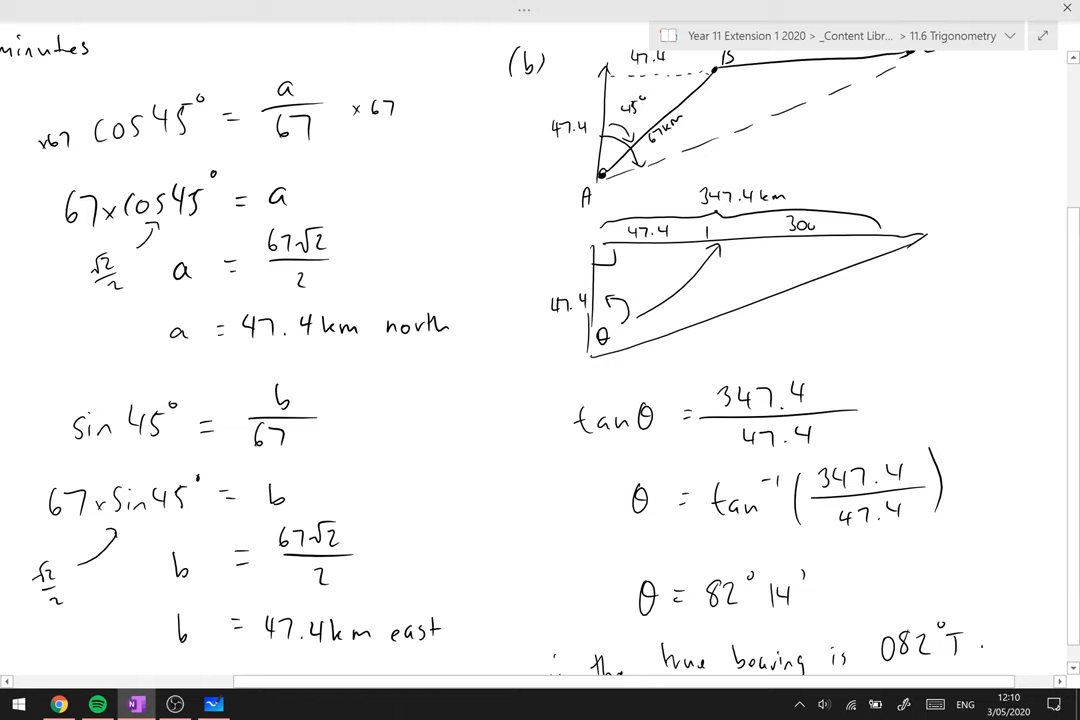 Year 11 Extension 1 2020 > _Content Libr... > 11.6 Trigonometry
minutes
×67 cos 45° = a/67 ×67
67 × cos 45° = a
√2/2
a = 67√2/2
a = 47.4 km north
sin 45° = b/67
67 × sin 45° = b
√2/2
b = 67√2/2
b = 47.4 km east
(b)
47.4 B
45°
47.4 67km
A
347.4 km
47.4 300
47.4
θ
tan θ = 347.4/47.4
θ = tan⁻¹ (347.4/47.4)
θ = 82° 14'
the true bearing is 082°T.
ENG
12:10
3/05/2020